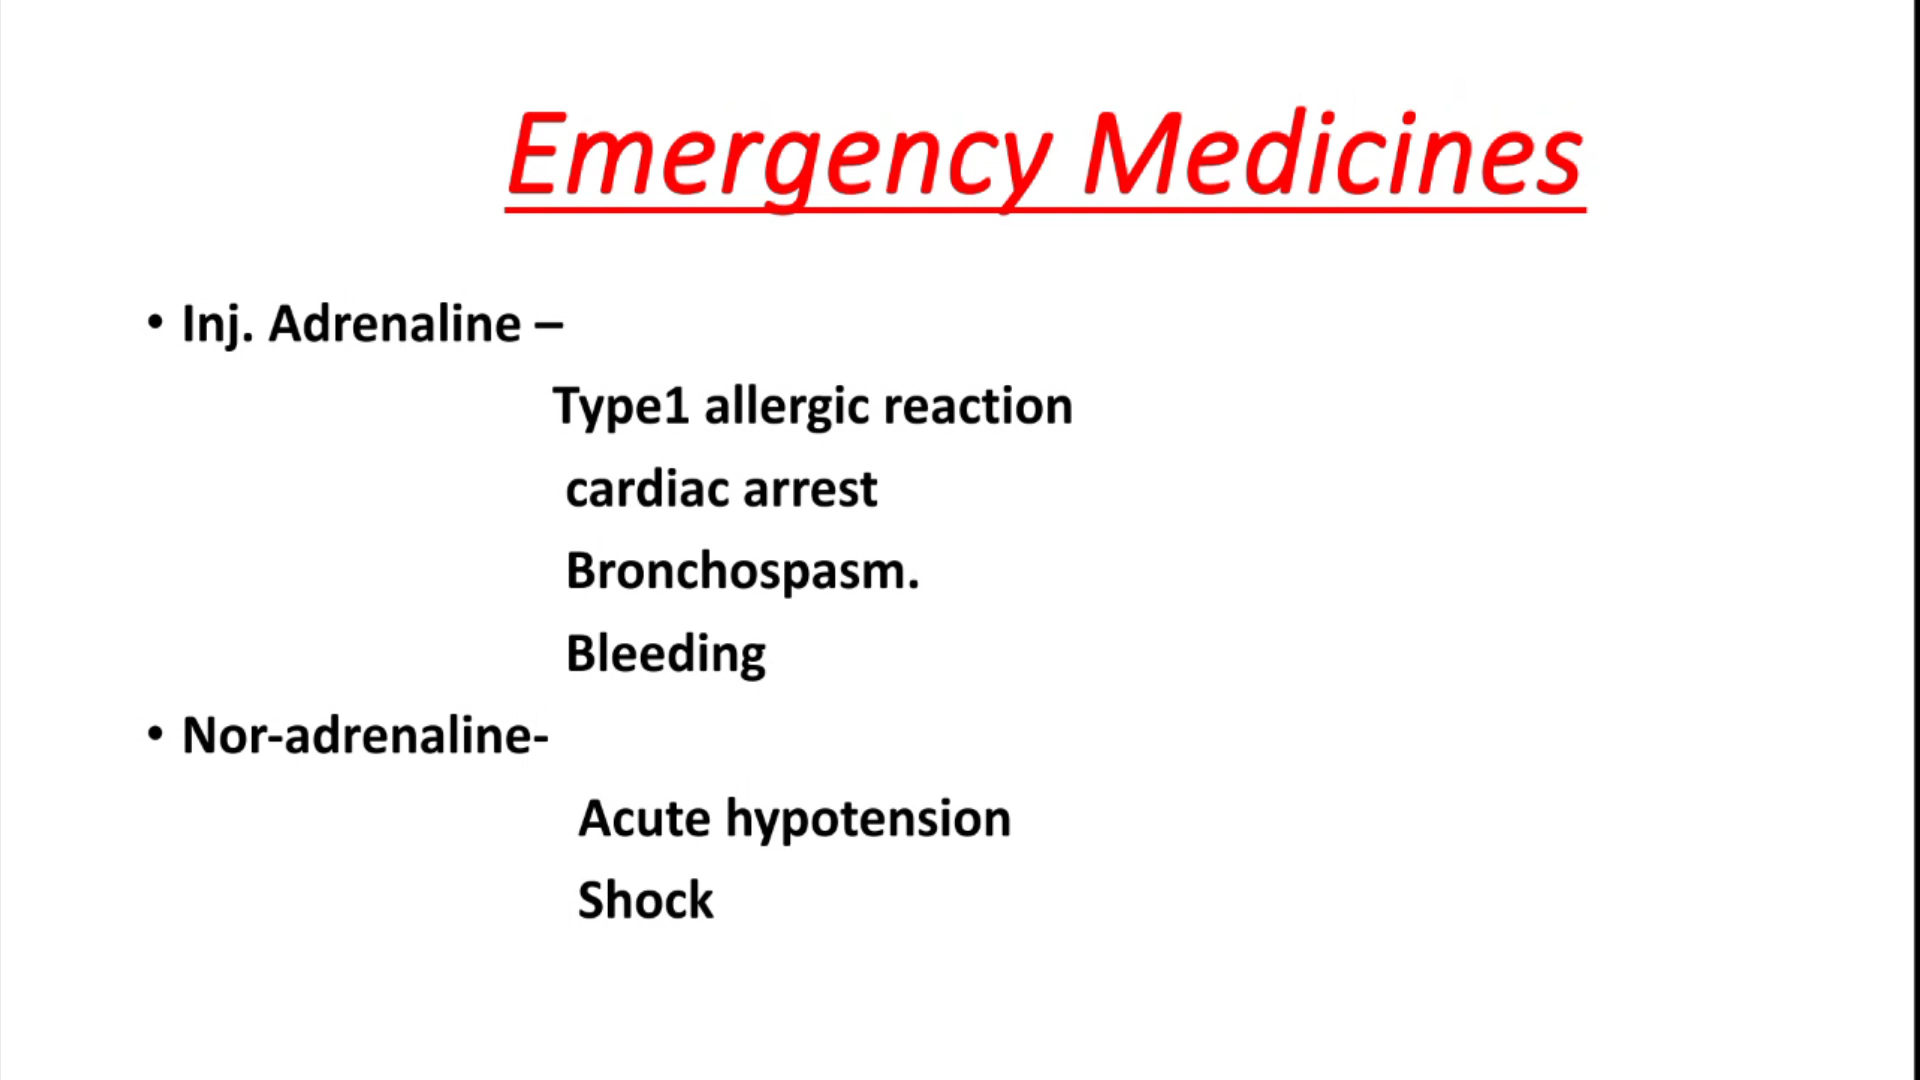 Emergency Medicines
• Inj. Adrenaline –
Type1 allergic reaction
cardiac arrest
Bronchospasm.
Bleeding
• Nor-adrenaline-
Acute hypotension
Shock